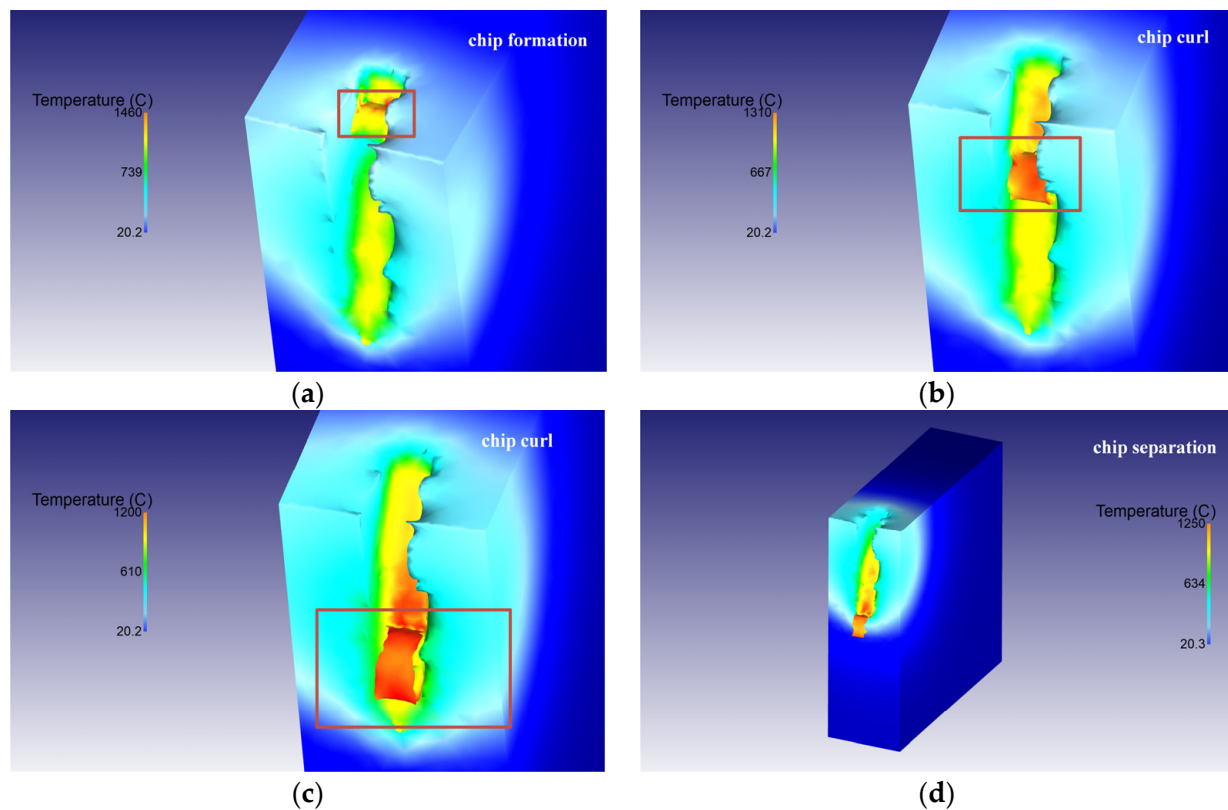 chip formation
Temperature (C)
1460
739
20.2
(a)
chip curl
Temperature (C)
1310
667
20.2
(b)
chip curl
Temperature (C)
1200
610
20.2
(c)
chip separation
Temperature (C)
1250
634
20.3
(d)